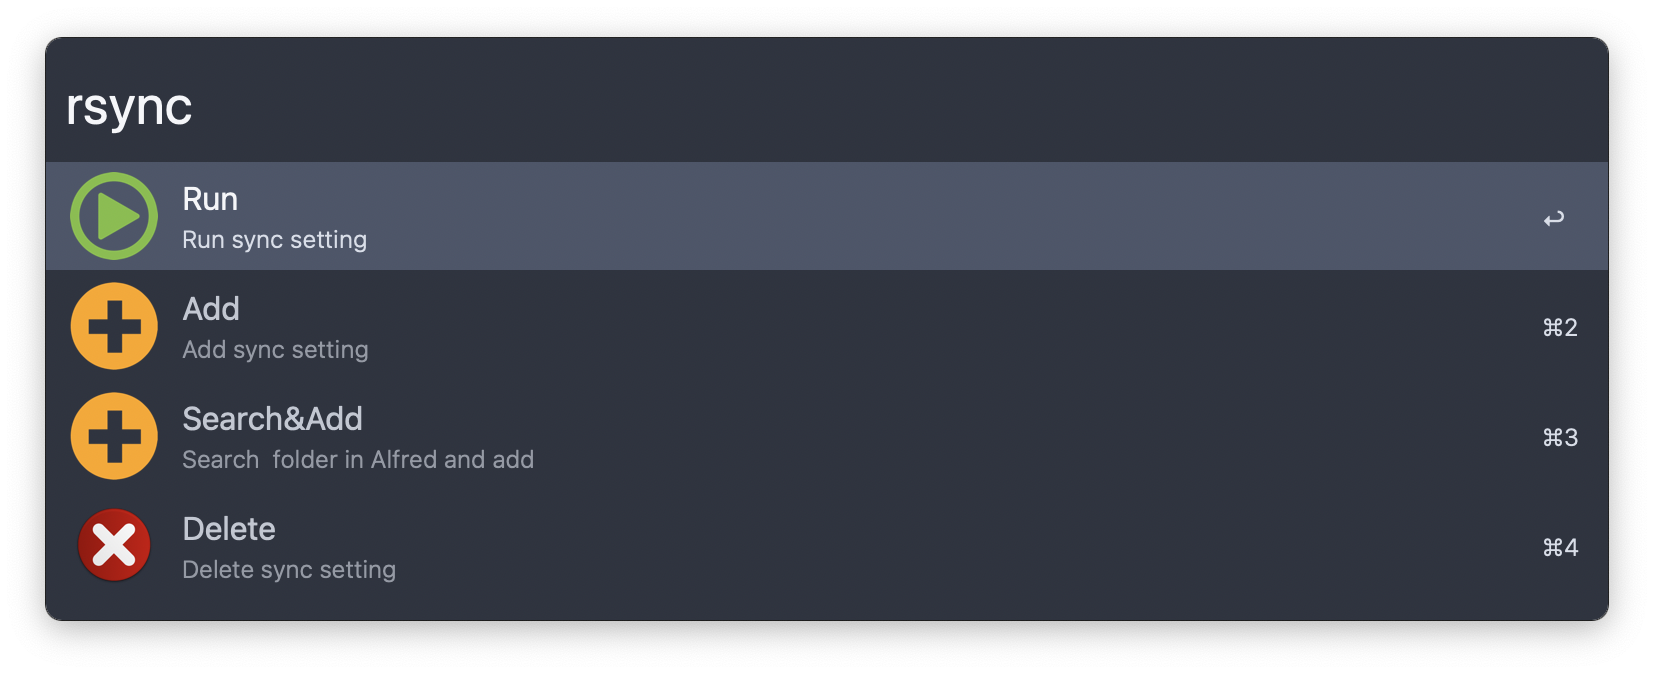 rsync
Run
Run sync setting
↩
Add
Add sync setting
⌘2
Search&Add
Search  folder in Alfred and add
⌘3
Delete
Delete sync setting
⌘4